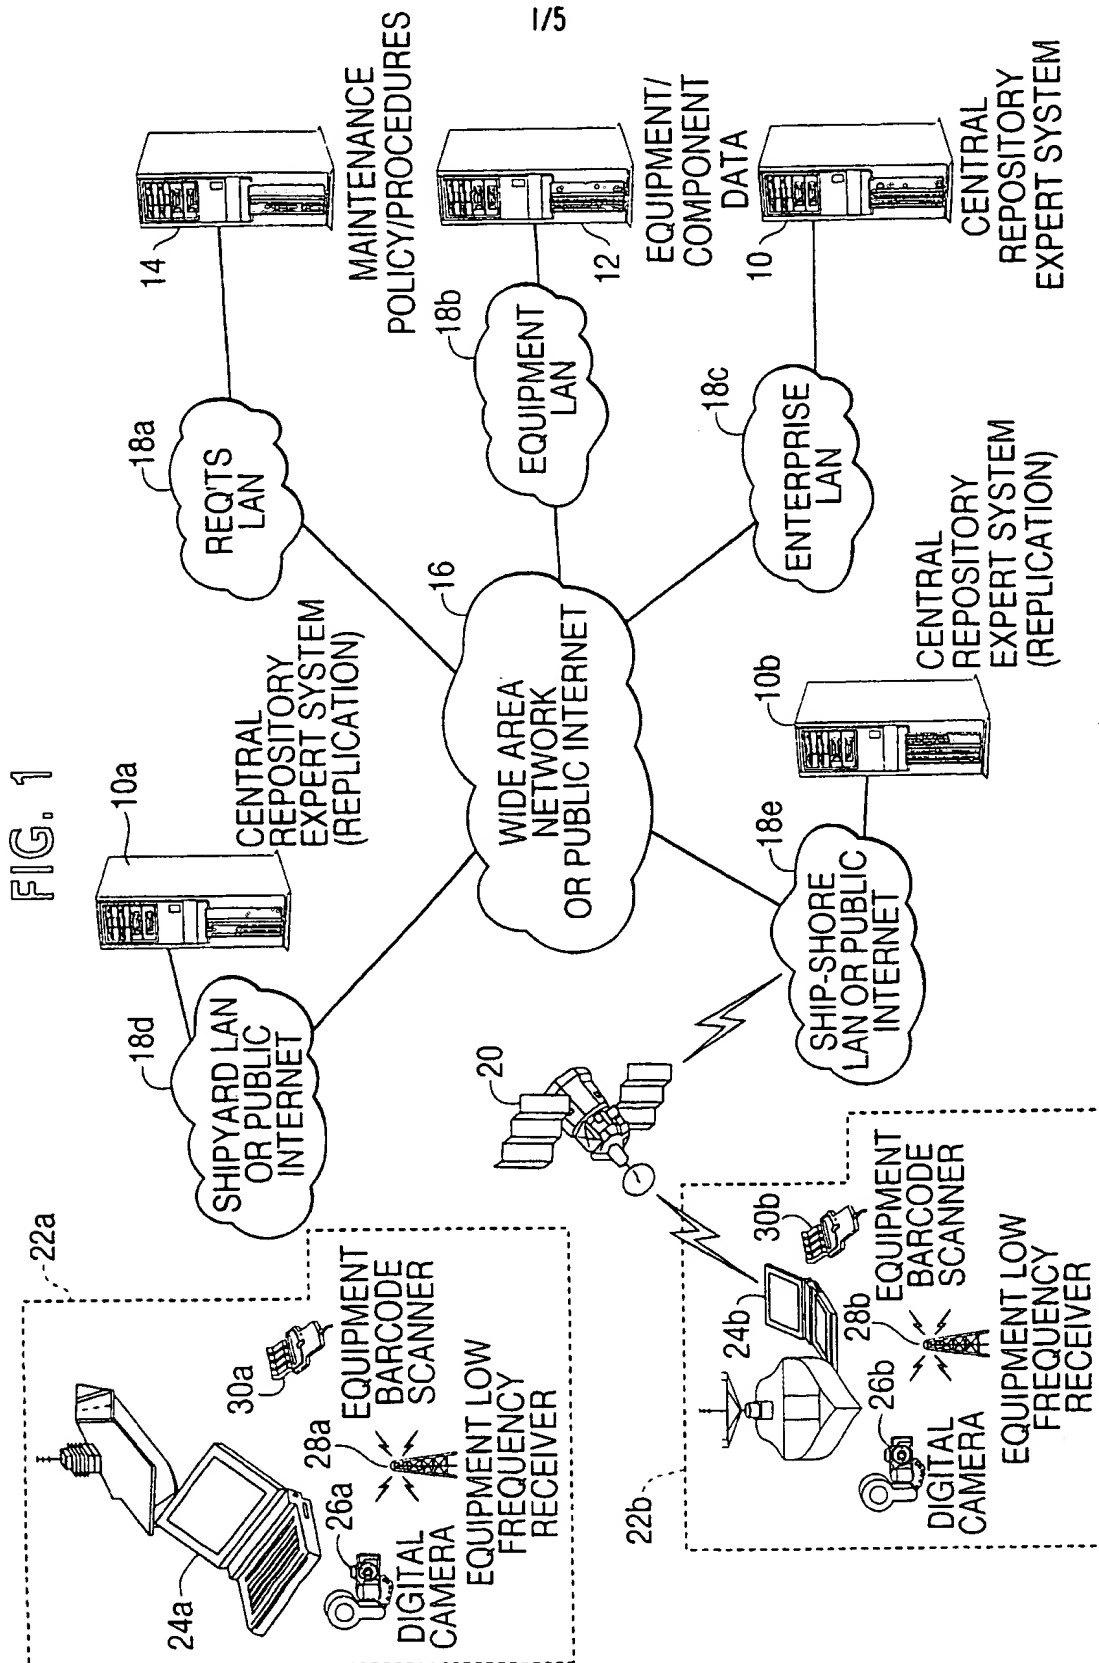 1/5
FIG. 1
22a
24a
26a
DIGITAL
CAMERA
28a
EQUIPMENT LOW
FREQUENCY
RECEIVER
30a
EQUIPMENT
BARCODE
SCANNER
18d
SHIPYARD LAN
OR PUBLIC
INTERNET
10a
CENTRAL
REPOSITORY
EXPERT SYSTEM
(REPLICATION)
18a
REQ'TS
LAN
14
MAINTENANCE
POLICY/PROCEDURES
20
16
WIDE AREA
NETWORK
OR PUBLIC INTERNET
18b
EQUIPMENT
LAN
12
EQUIPMENT/
COMPONENT
DATA
22b
24b
26b
DIGITAL
CAMERA
28b
EQUIPMENT LOW
FREQUENCY
RECEIVER
30b
EQUIPMENT
BARCODE
SCANNER
18e
SHIP-SHORE
LAN OR PUBLIC
INTERNET
10b
CENTRAL
REPOSITORY
EXPERT SYSTEM
(REPLICATION)
18c
ENTERPRISE
LAN
10
CENTRAL
REPOSITORY
EXPERT SYSTEM